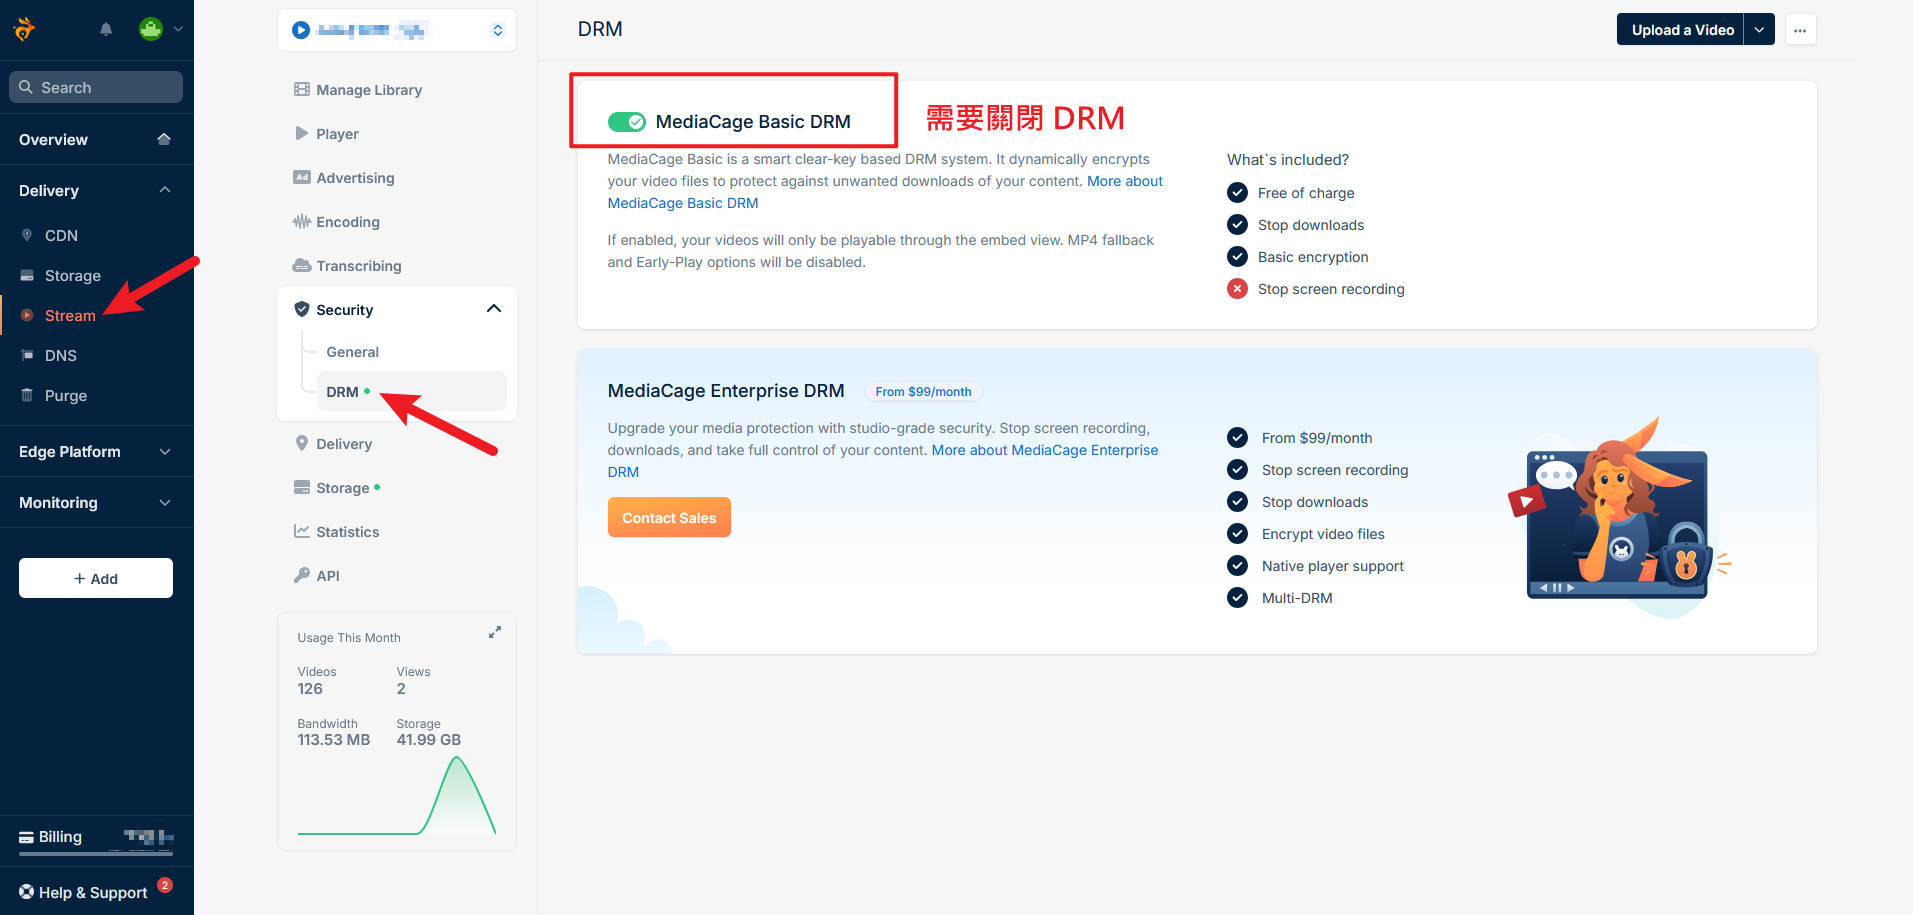 Search
Overview
Delivery
CDN
Storage
Stream
DNS
Purge
Edge Platform
Monitoring
+ Add
Billing
Help & Support
2
Manage Library
Player
Ad
Advertising
Encoding
Transcribing
Security
General
DRM
Delivery
Storage
Statistics
API
Usage This Month
Videos
126
Views
2
Bandwidth
113.53 MB
Storage
41.99 GB
DRM
Upload a Video
...
MediaCage Basic DRM
需要關閉 DRM
MediaCage Basic is a smart clear-key based DRM system. It dynamically encrypts
your video files to protect against unwanted downloads of your content. More about
MediaCage Basic DRM
If enabled, your videos will only be playable through the embed view. MP4 fallback
and Early-Play options will be disabled.
What`s included?
Free of charge
Stop downloads
Basic encryption
Stop screen recording
MediaCage Enterprise DRM
From $99/month
Upgrade your media protection with studio-grade security. Stop screen recording,
downloads, and take full control of your content. More about MediaCage Enterprise
DRM
Contact Sales
From $99/month
Stop screen recording
Stop downloads
Encrypt video files
Native player support
Multi-DRM